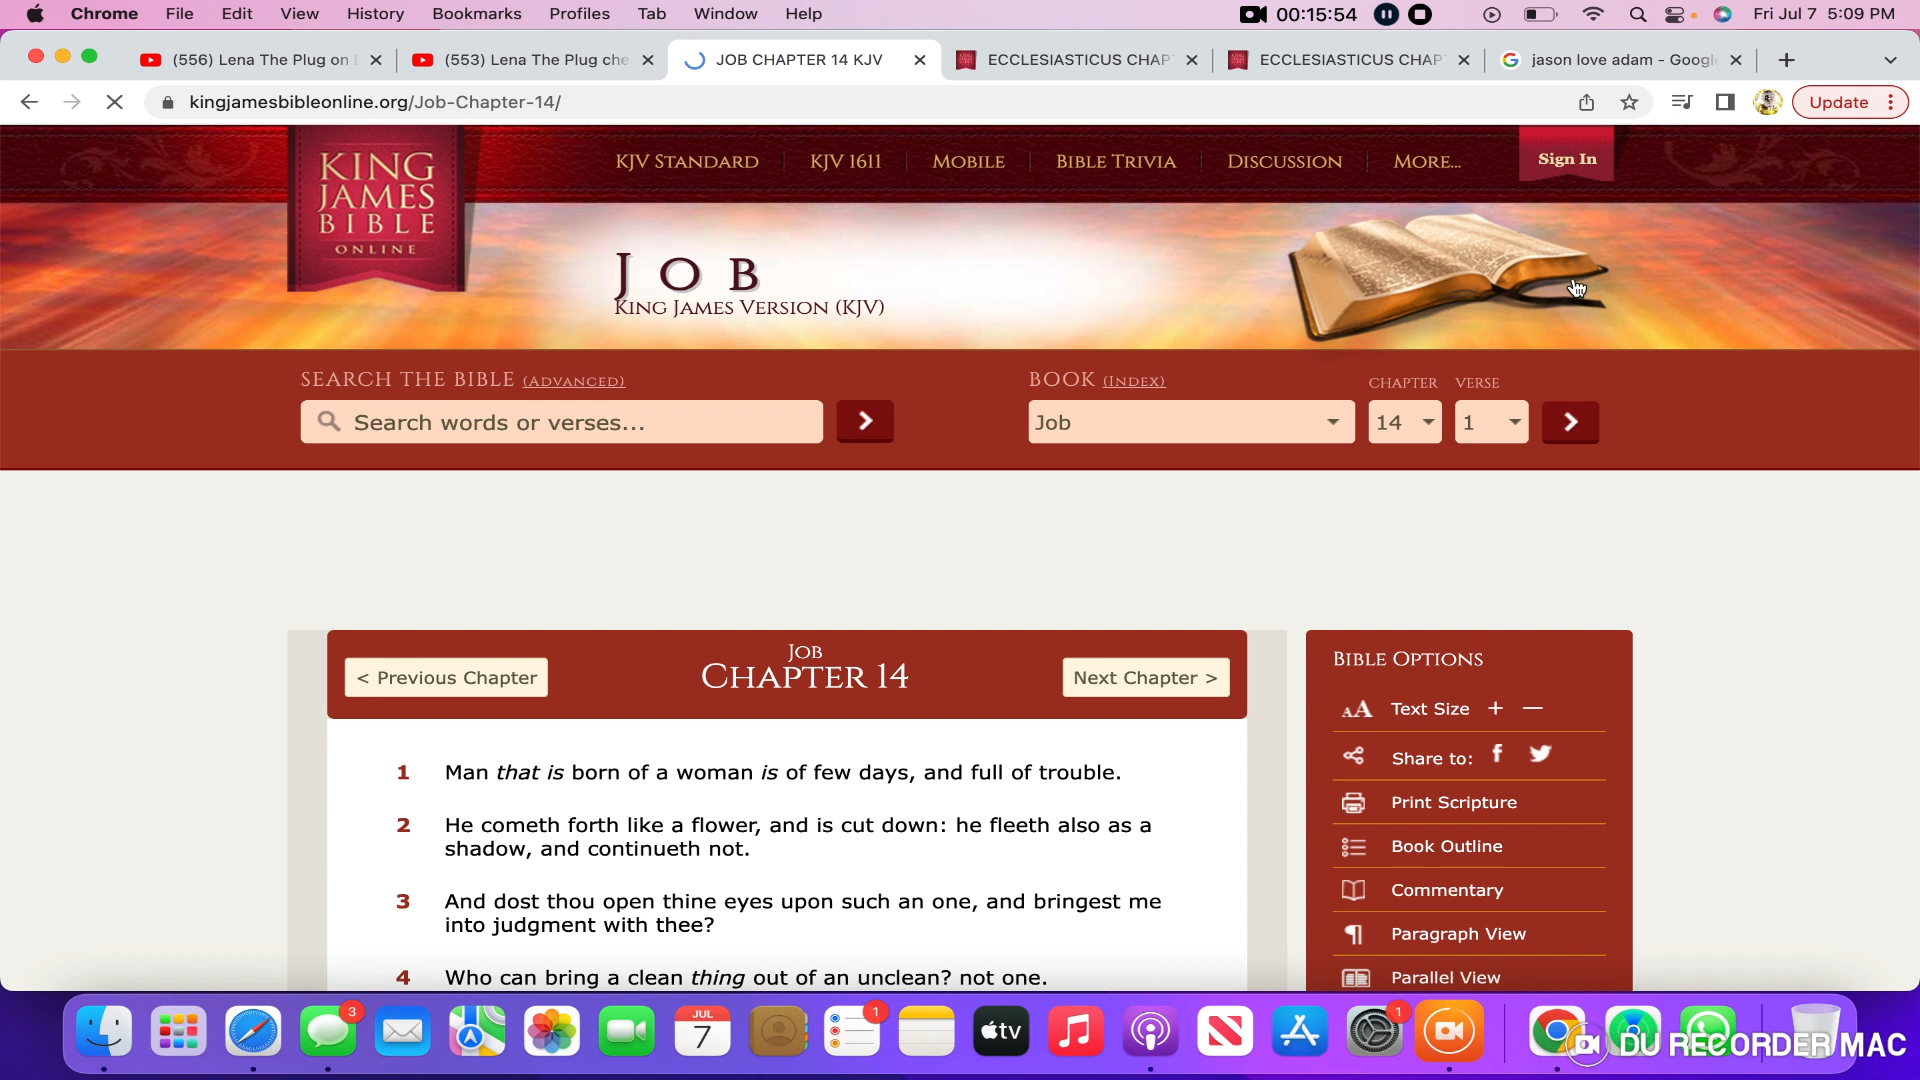 Chrome File Edit View History Bookmarks Profiles Tab Window Help 00:15:54 Fri Jul 7 5:09 PM
(556) Lena The Plug on (553) Lena The Plug che JOB CHAPTER 14 KJV ECCLESIASTICUS CHAP ECCLESIASTICUS CHAP jason love adam - Googl
kingjamesbibleonline.org/Job-Chapter-14/ Update
KING
JAMES
BIBLE
ONLINE
KJV Standard KJV 1611 Mobile Bible Trivia Discussion More... Sign In
Job
King James Version (KJV)
SEARCH THE BIBLE (Advanced) BOOK (Index) CHAPTER VERSE
Search words or verses... Job 14 1
< Previous Chapter
Job
Chapter 14
Next Chapter >
1 Man that is born of a woman is of few days, and full of trouble.
2 He cometh forth like a flower, and is cut down: he fleeth also as a
shadow, and continueth not.
3 And dost thou open thine eyes upon such an one, and bringest me
into judgment with thee?
4 Who can bring a clean thing out of an unclean? not one.
Bible Options
AA Text Size + —
Share to: f
Print Scripture
Book Outline
Commentary
Paragraph View
Parallel View
3 JUL 7 1 tv 1
DU RECORDER MAC